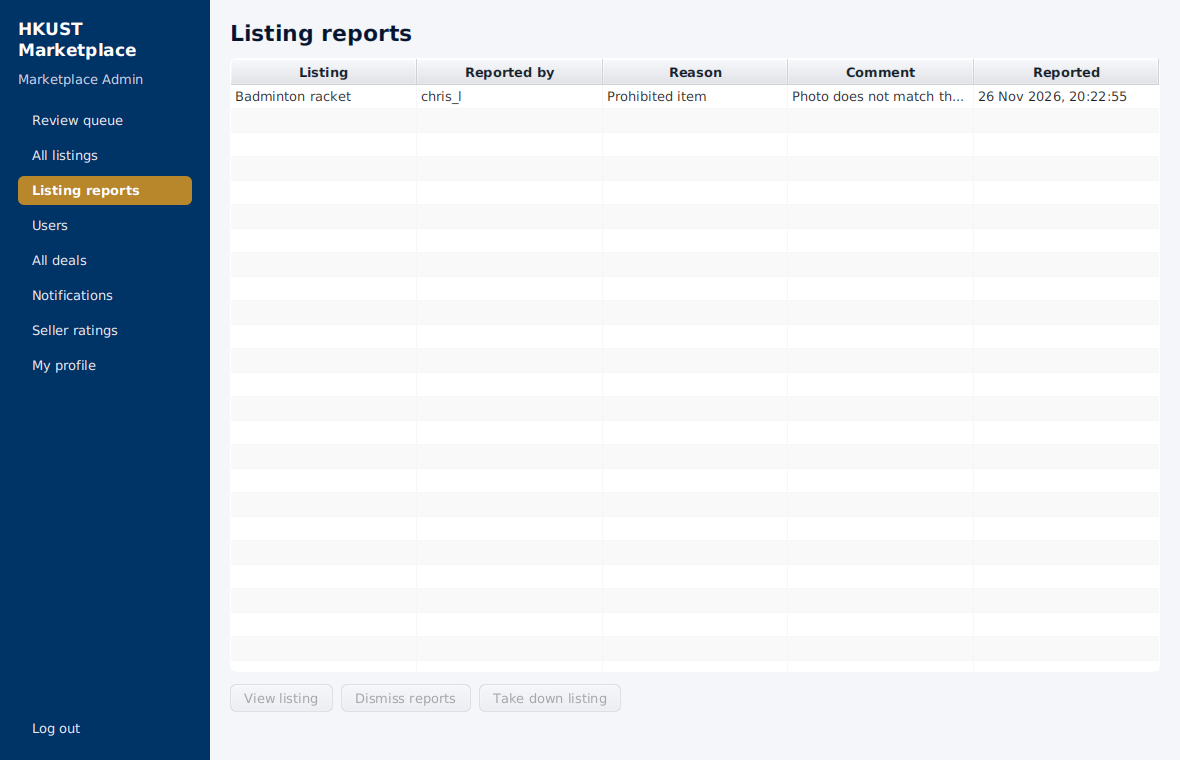 HKUST
Marketplace
Marketplace Admin
Review queue
All listings
Listing reports
Users
All deals
Notifications
Seller ratings
My profile
Log out
Listing reports
Listing Reported by Reason Comment Reported
Badminton racket chris_l Prohibited item Photo does not match th... 26 Nov 2026, 20:22:55
View listing Dismiss reports Take down listing